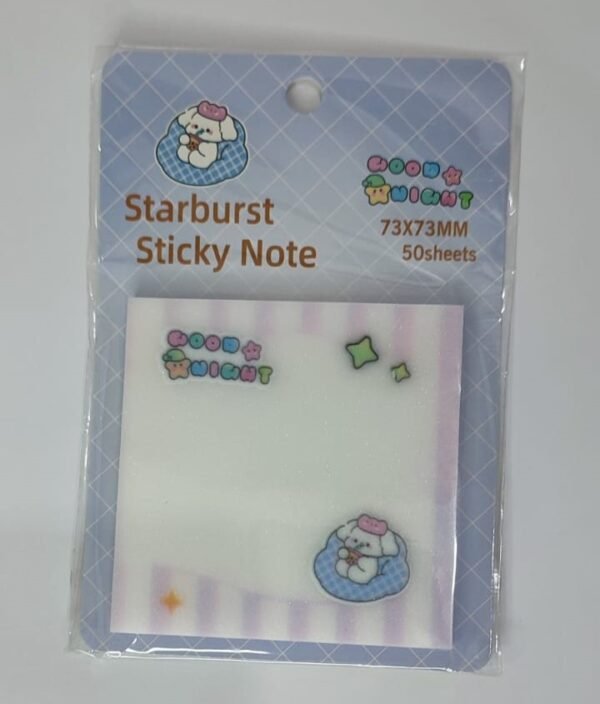 GOOD
NIGHT
Starburst
Sticky Note
73X73MM
50sheets
GOOD
NIGHT